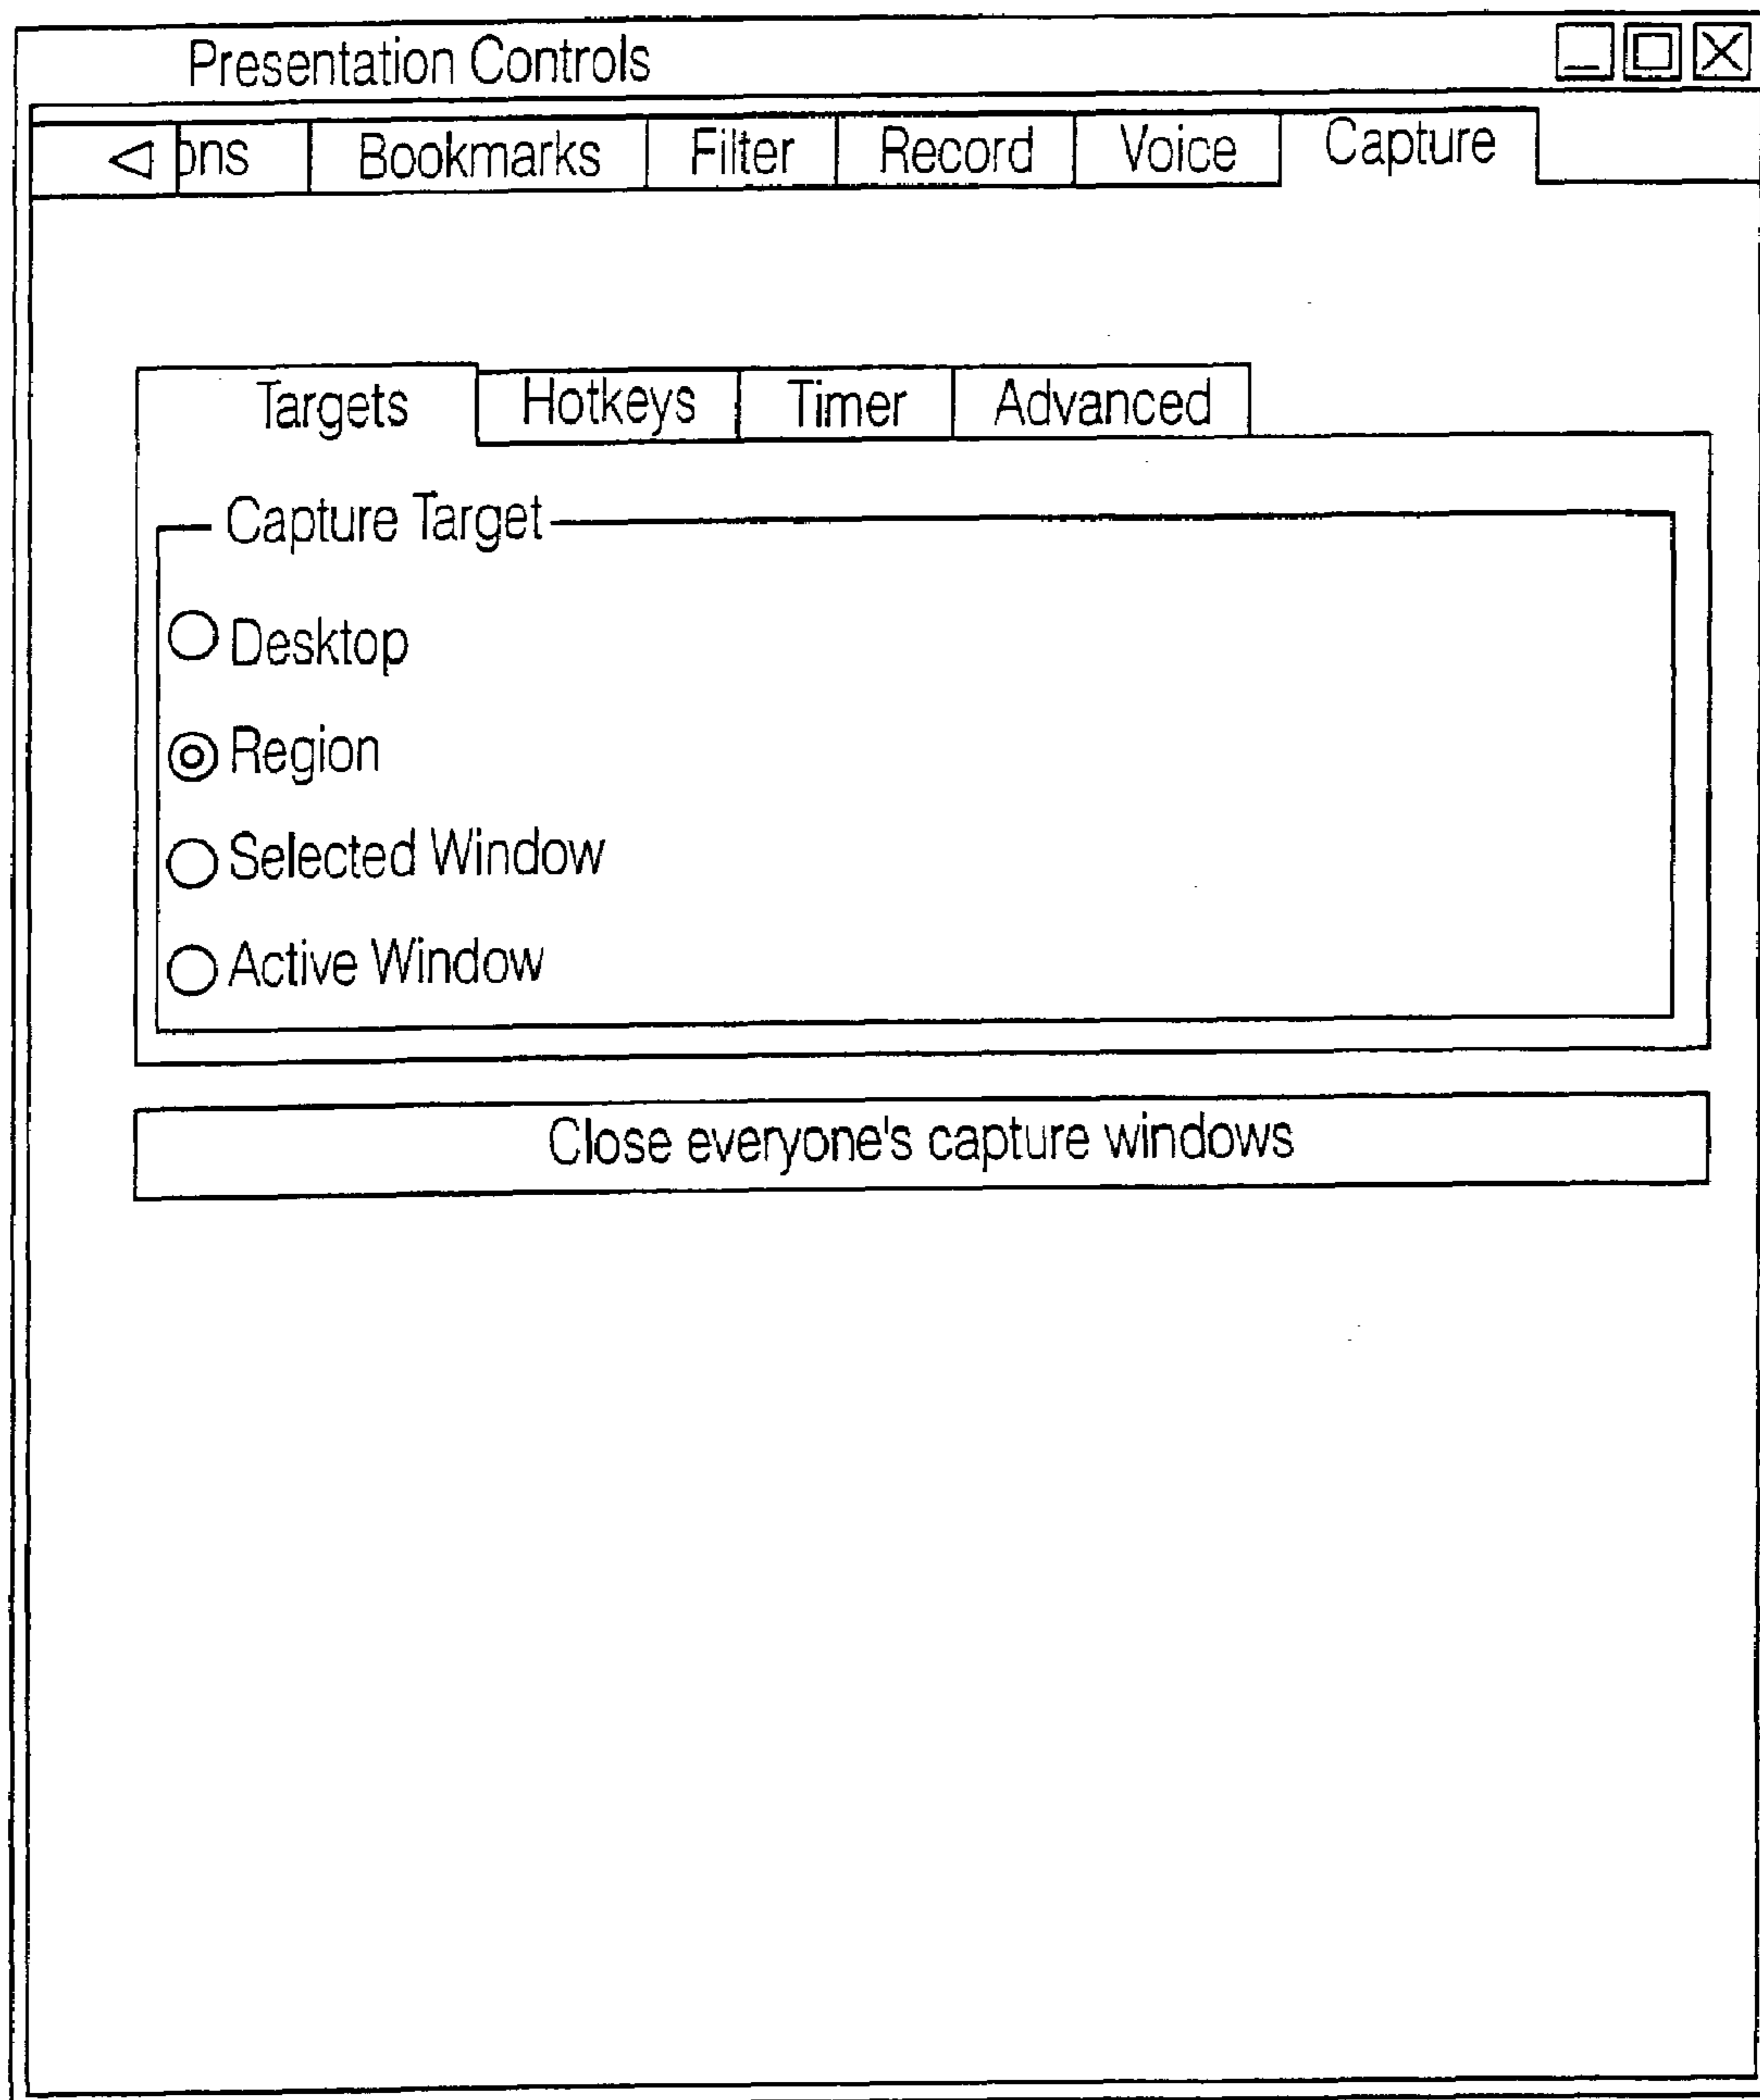 Presentation Controls
ons Bookmarks Filter Record Voice Capture
Targets Hotkeys Timer Advanced
Capture Target
Desktop
Region
Selected Window
Active Window
Close everyone's capture windows